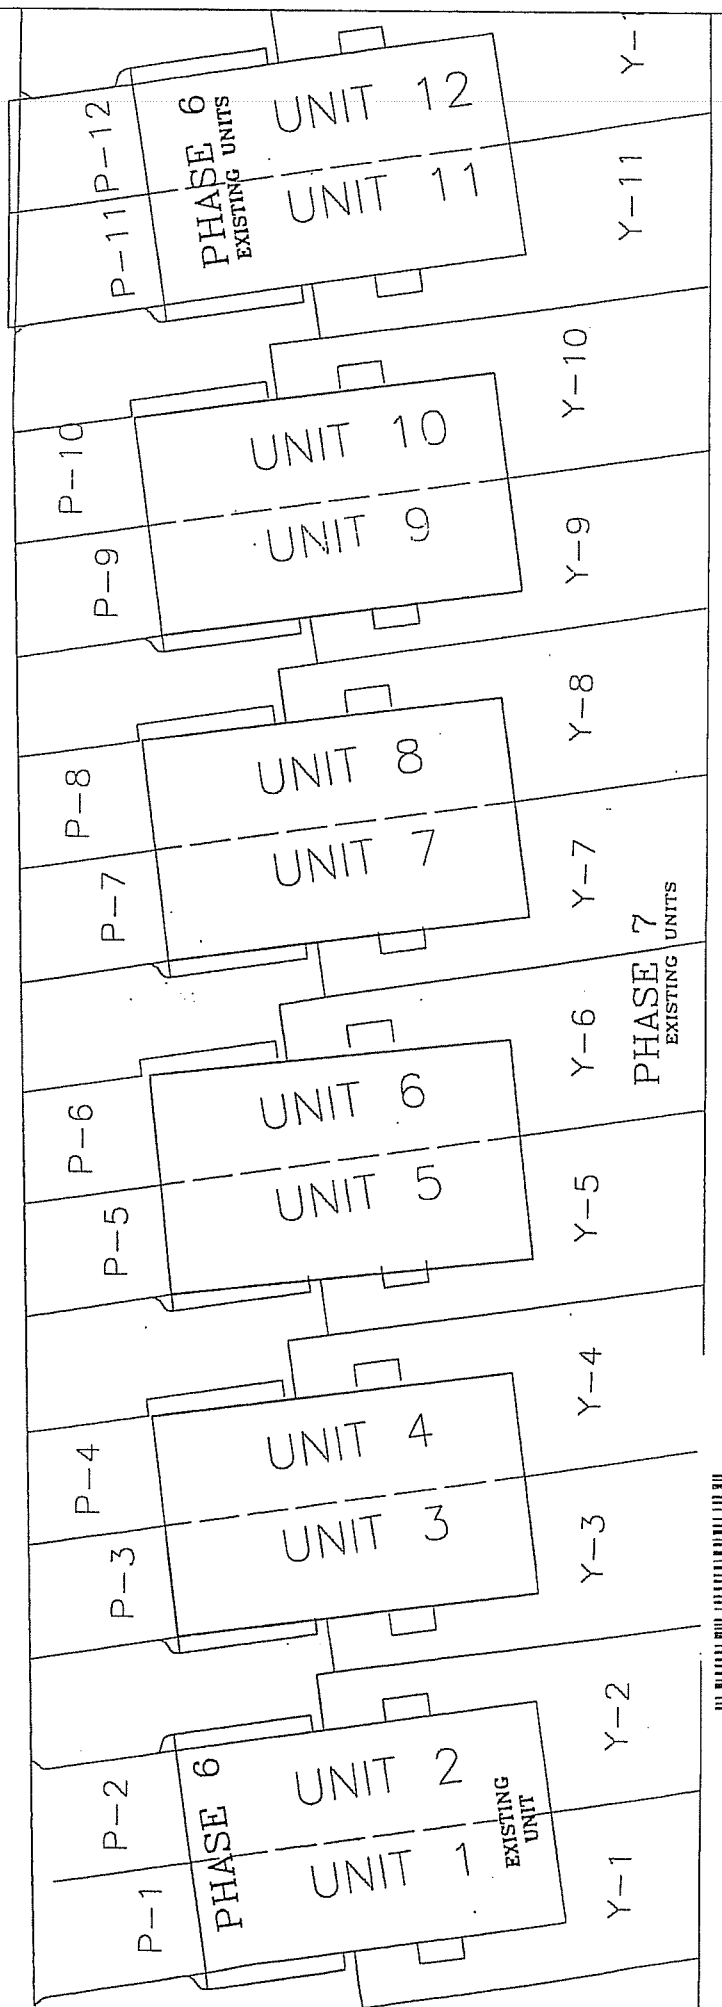 Y-
P-12
PHASE 6
EXISTING UNITS
UNIT 12
P-11
UNIT 11
Y-11
P-10
UNIT 10
Y-10
P-9
UNIT 9
Y-9
P-8
UNIT 8
Y-8
P-7
UNIT 7
Y-7
PHASE 7
EXISTING UNITS
P-6
UNIT 6
Y-6
P-5
UNIT 5
Y-5
P-4
UNIT 4
Y-4
P-3
UNIT 3
Y-3
P-2
PHASE 6
UNIT 2
Y-2
EXISTING
UNIT
P-1
UNIT 1
Y-1